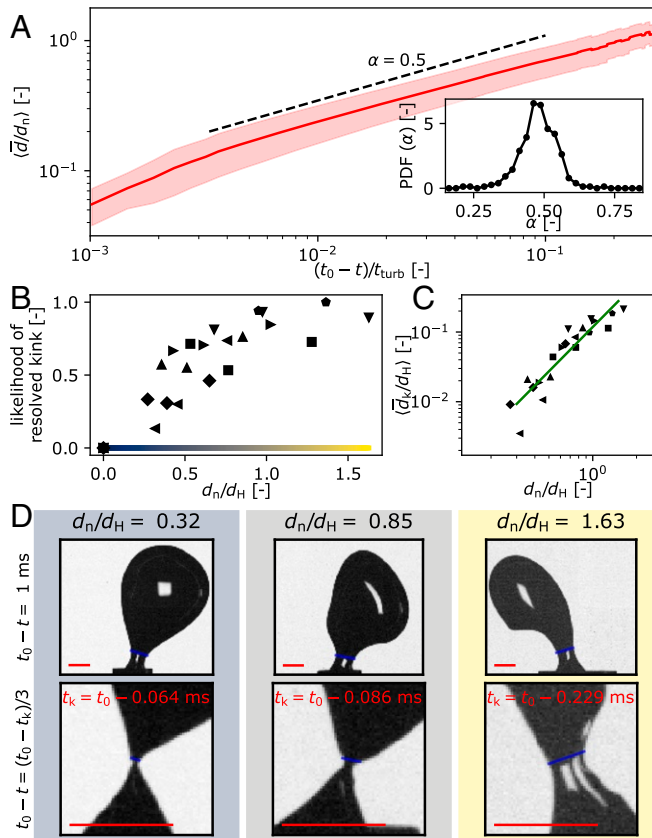 A
10⁰
10⁻¹
⟨d̅/dₙ⟩ [-]
α = 0.5
5
0
PDF (α) [-]
0.25 0.50 0.75
α [-]
10⁻³ 10⁻² 10⁻¹
(t₀ − t)/t_turb [-]
B
1.0
0.5
0.0
likelihood of
resolved kink [-]
0.0 0.5 1.0 1.5
dₙ/d_H [-]
C
10⁻¹
10⁻²
⟨d̅ₖ/d_H⟩ [-]
10⁰
dₙ/d_H [-]
D
dₙ/d_H = 0.32 dₙ/d_H = 0.85 dₙ/d_H = 1.63
t₀ − t = 1 ms
t₀ − t = (t₀ − tₖ)/3
tₖ = t₀ − 0.064 ms tₖ = t₀ − 0.086 ms tₖ = t₀ − 0.229 ms